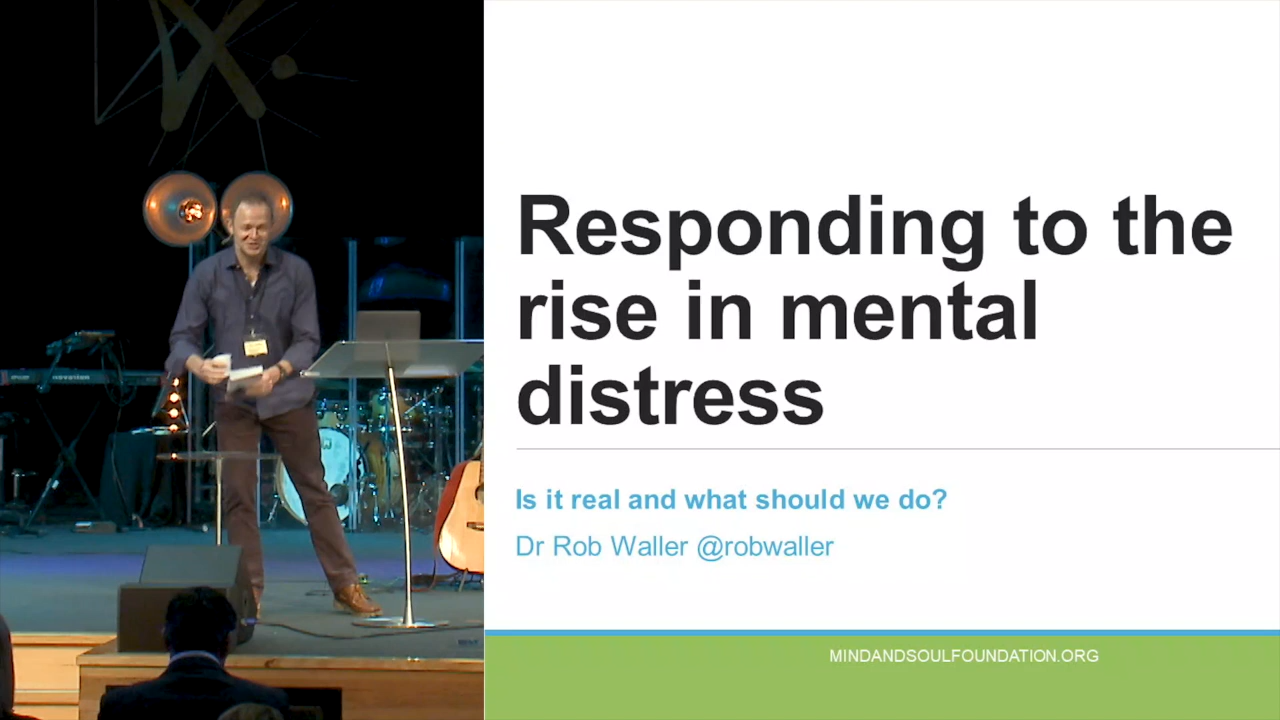 Responding to the
rise in mental
distress
Is it real and what should we do?
Dr Rob Waller @robwaller
MINDANDSOULFOUNDATION.ORG
novation